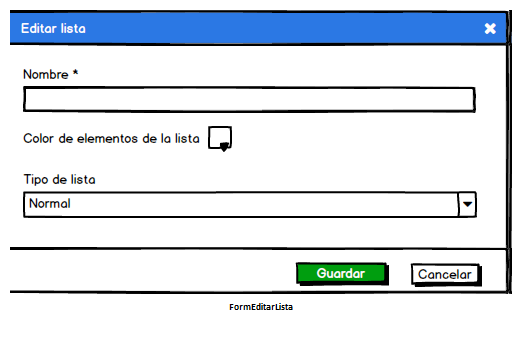 Editar lista
Nombre *
Color de elementos de la lista
Tipo de lista
Normal
Guardar
Cancelar
FormEditarLista